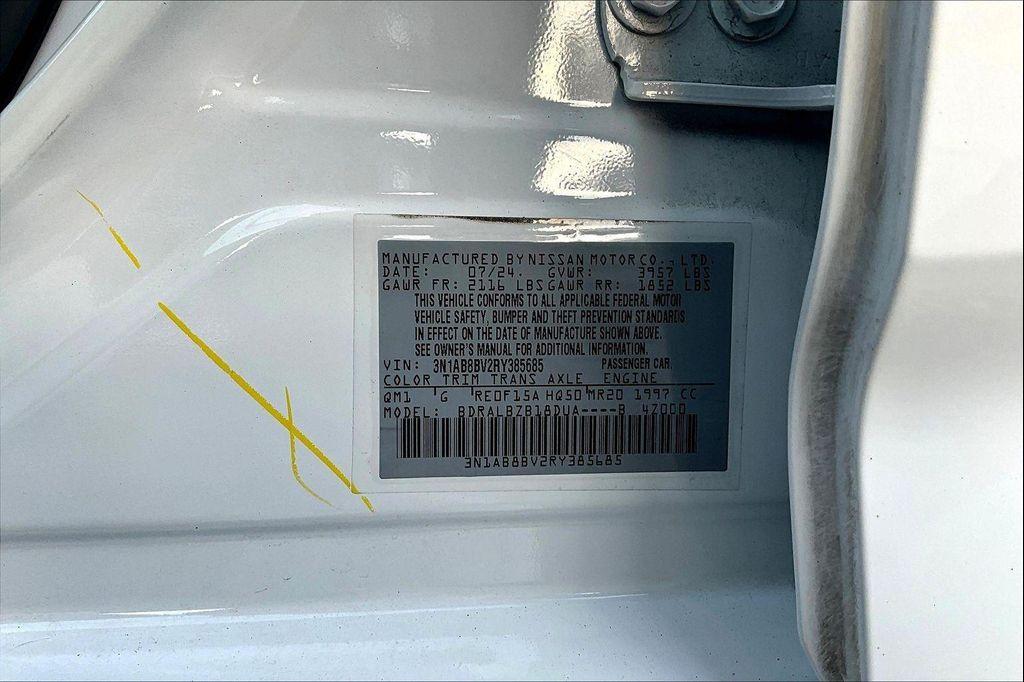 MANUFACTURED BY NISSAN MOTOR CO., LTD.
DATE: 07/24. GVWR: 3957 LBS
GAWR FR: 2116 LBS GAWR RR: 1852 LBS
THIS VEHICLE CONFORMS TO ALL APPLICABLE FEDERAL MOTOR
VEHICLE SAFETY, BUMPER AND THEFT PREVENTION STANDARDS
IN EFFECT ON THE DATE OF MANUFACTURE SHOWN ABOVE.
SEE OWNER'S MANUAL FOR ADDITIONAL INFORMATION.
VIN: 3N1AB8BV2RY385685 PASSENGER CAR
COLOR TRIM TRANS AXLE ENGINE
QM1 G RE0F15A HQ50 MR20 1997 CC
MODEL: BDRALBZB18DUA----B 4Z000
3N1AB8BV2RY385685